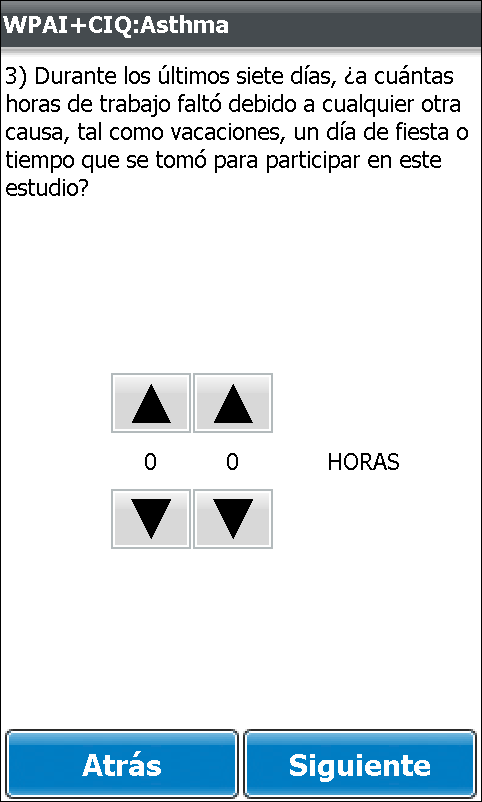 WPAI+CIQ:Asthma
3) Durante los últimos siete días, ¿a cuántas
horas de trabajo faltó debido a cualquier otra
causa, tal como vacaciones, un día de fiesta o
tiempo que se tomó para participar en este
estudio?
0 0 HORAS
Atrás Siguiente